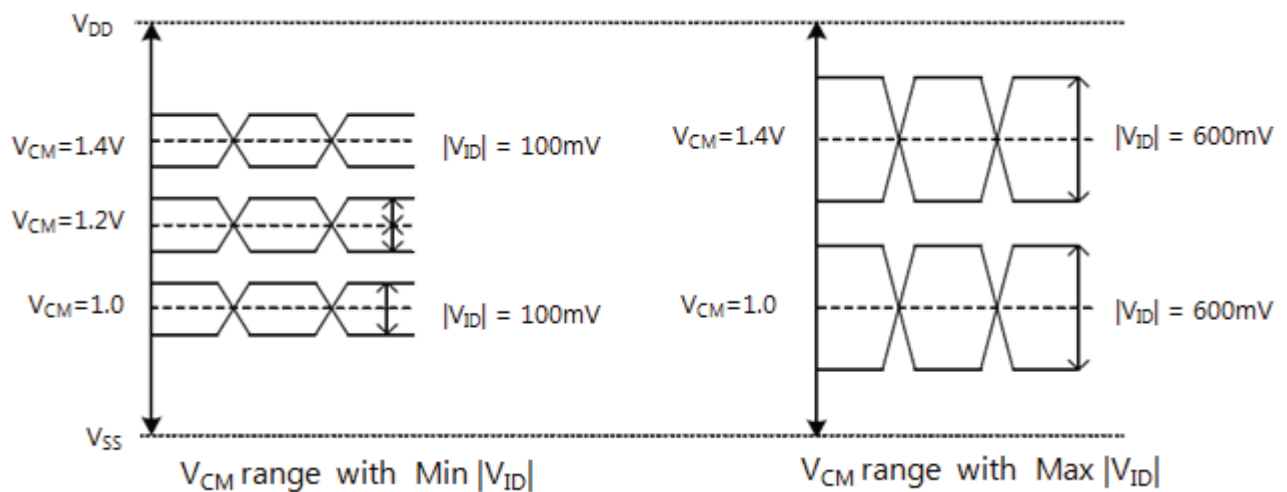 VDD
VCM=1.4V
|VID| = 100mV
VCM=1.2V
VCM=1.0
|VID| = 100mV
VSS
VCM range with Min |VID|
VCM=1.4V
|VID| = 600mV
VCM=1.0
|VID| = 600mV
VCM range with Max |VID|